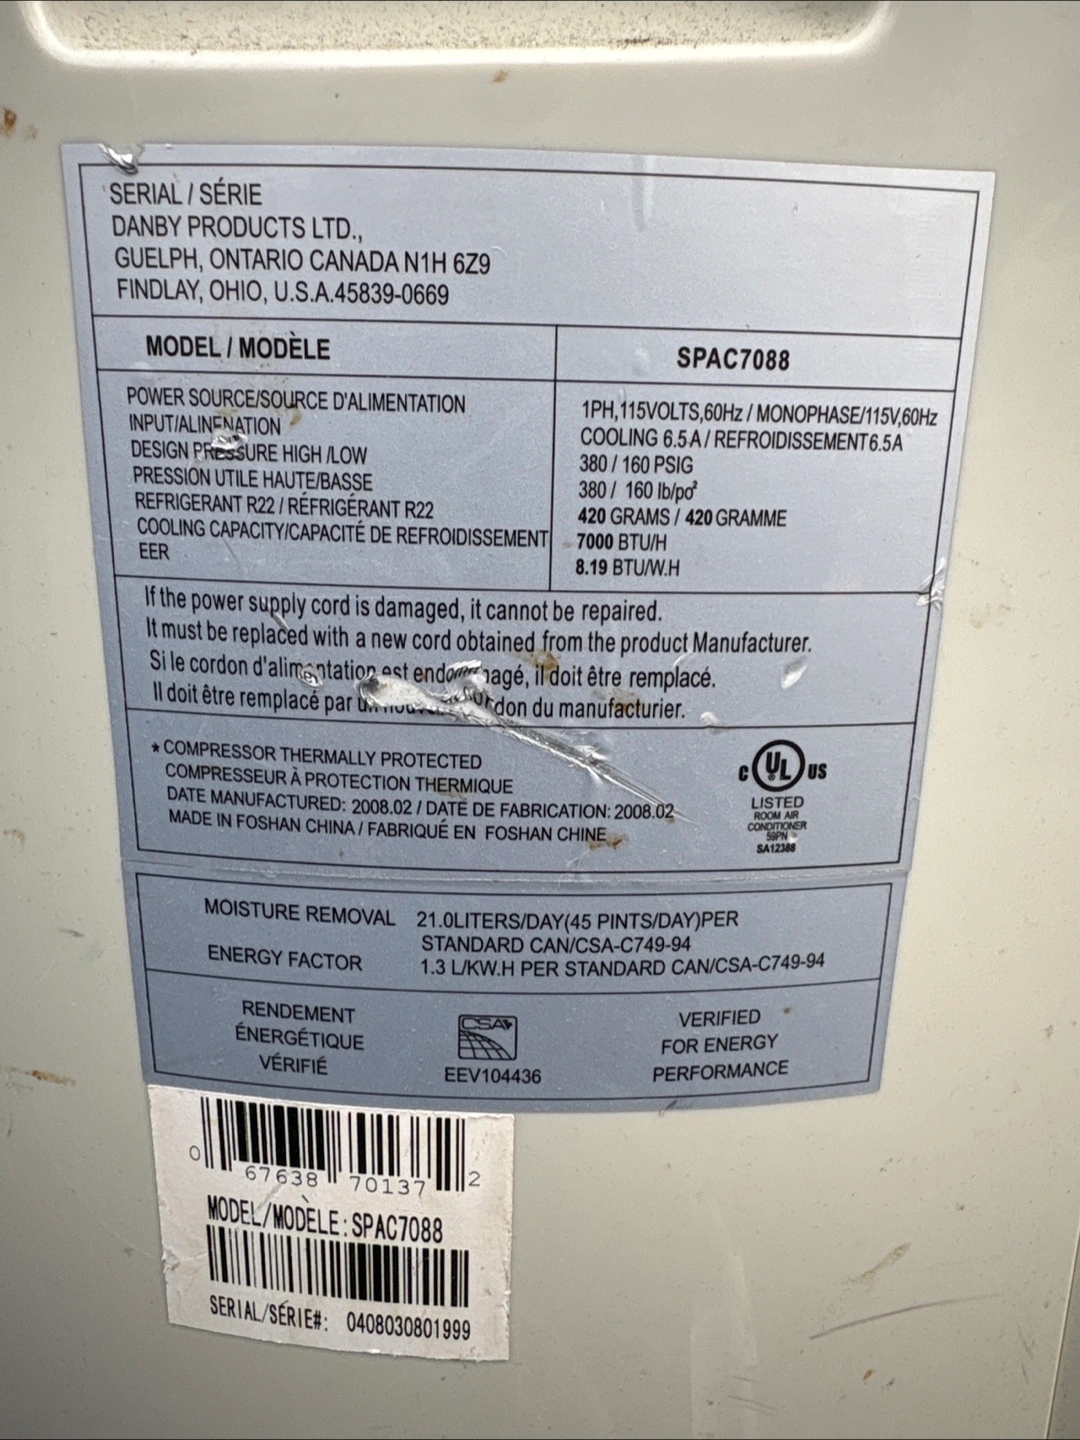 SERIAL / SÉRIE
DANBY PRODUCTS LTD.,
GUELPH, ONTARIO CANADA N1H 6Z9
FINDLAY, OHIO, U.S.A.45839-0669
MODEL / MODÈLE SPAC7088
POWER SOURCE/SOURCE D'ALIMENTATION 1PH,115VOLTS,60Hz / MONOPHASE/115V,60Hz
INPUT/ALINENATION COOLING 6.5A / REFROIDISSEMENT 6.5A
DESIGN PRESSURE HIGH /LOW 380 / 160 PSIG
PRESSION UTILE HAUTE/BASSE 380 / 160 lb/po²
REFRIGERANT R22 / RÉFRIGÉRANT R22 420 GRAMS / 420 GRAMME
COOLING CAPACITY/CAPACITÉ DE REFROIDISSEMENT 7000 BTU/H
EER 8.19 BTU/W.H
If the power supply cord is damaged, it cannot be repaired.
It must be replaced with a new cord obtained from the product Manufacturer.
Si le cordon d'alimentation est endommagé, il doit être remplacé.
Il doit être remplacé par un nouveau cordon du manufacturier.
* COMPRESSOR THERMALLY PROTECTED
COMPRESSEUR À PROTECTION THERMIQUE
DATE MANUFACTURED: 2008.02 / DATE DE FABRICATION: 2008.02
MADE IN FOSHAN CHINA / FABRIQUÉ EN FOSHAN CHINE
C UL US
LISTED
ROOM AIR
CONDITIONER
59PN
SA12388
MOISTURE REMOVAL 21.0LITERS/DAY(45 PINTS/DAY)PER
STANDARD CAN/CSA-C749-94
ENERGY FACTOR 1.3 L/KW.H PER STANDARD CAN/CSA-C749-94
RENDEMENT
ÉNERGÉTIQUE
VÉRIFIÉ
CSA
EEV104436
VERIFIED
FOR ENERGY
PERFORMANCE
0 67638 70137 2
MODEL/MODÈLE: SPAC7088
SERIAL/SÉRIE#: 0408030801999